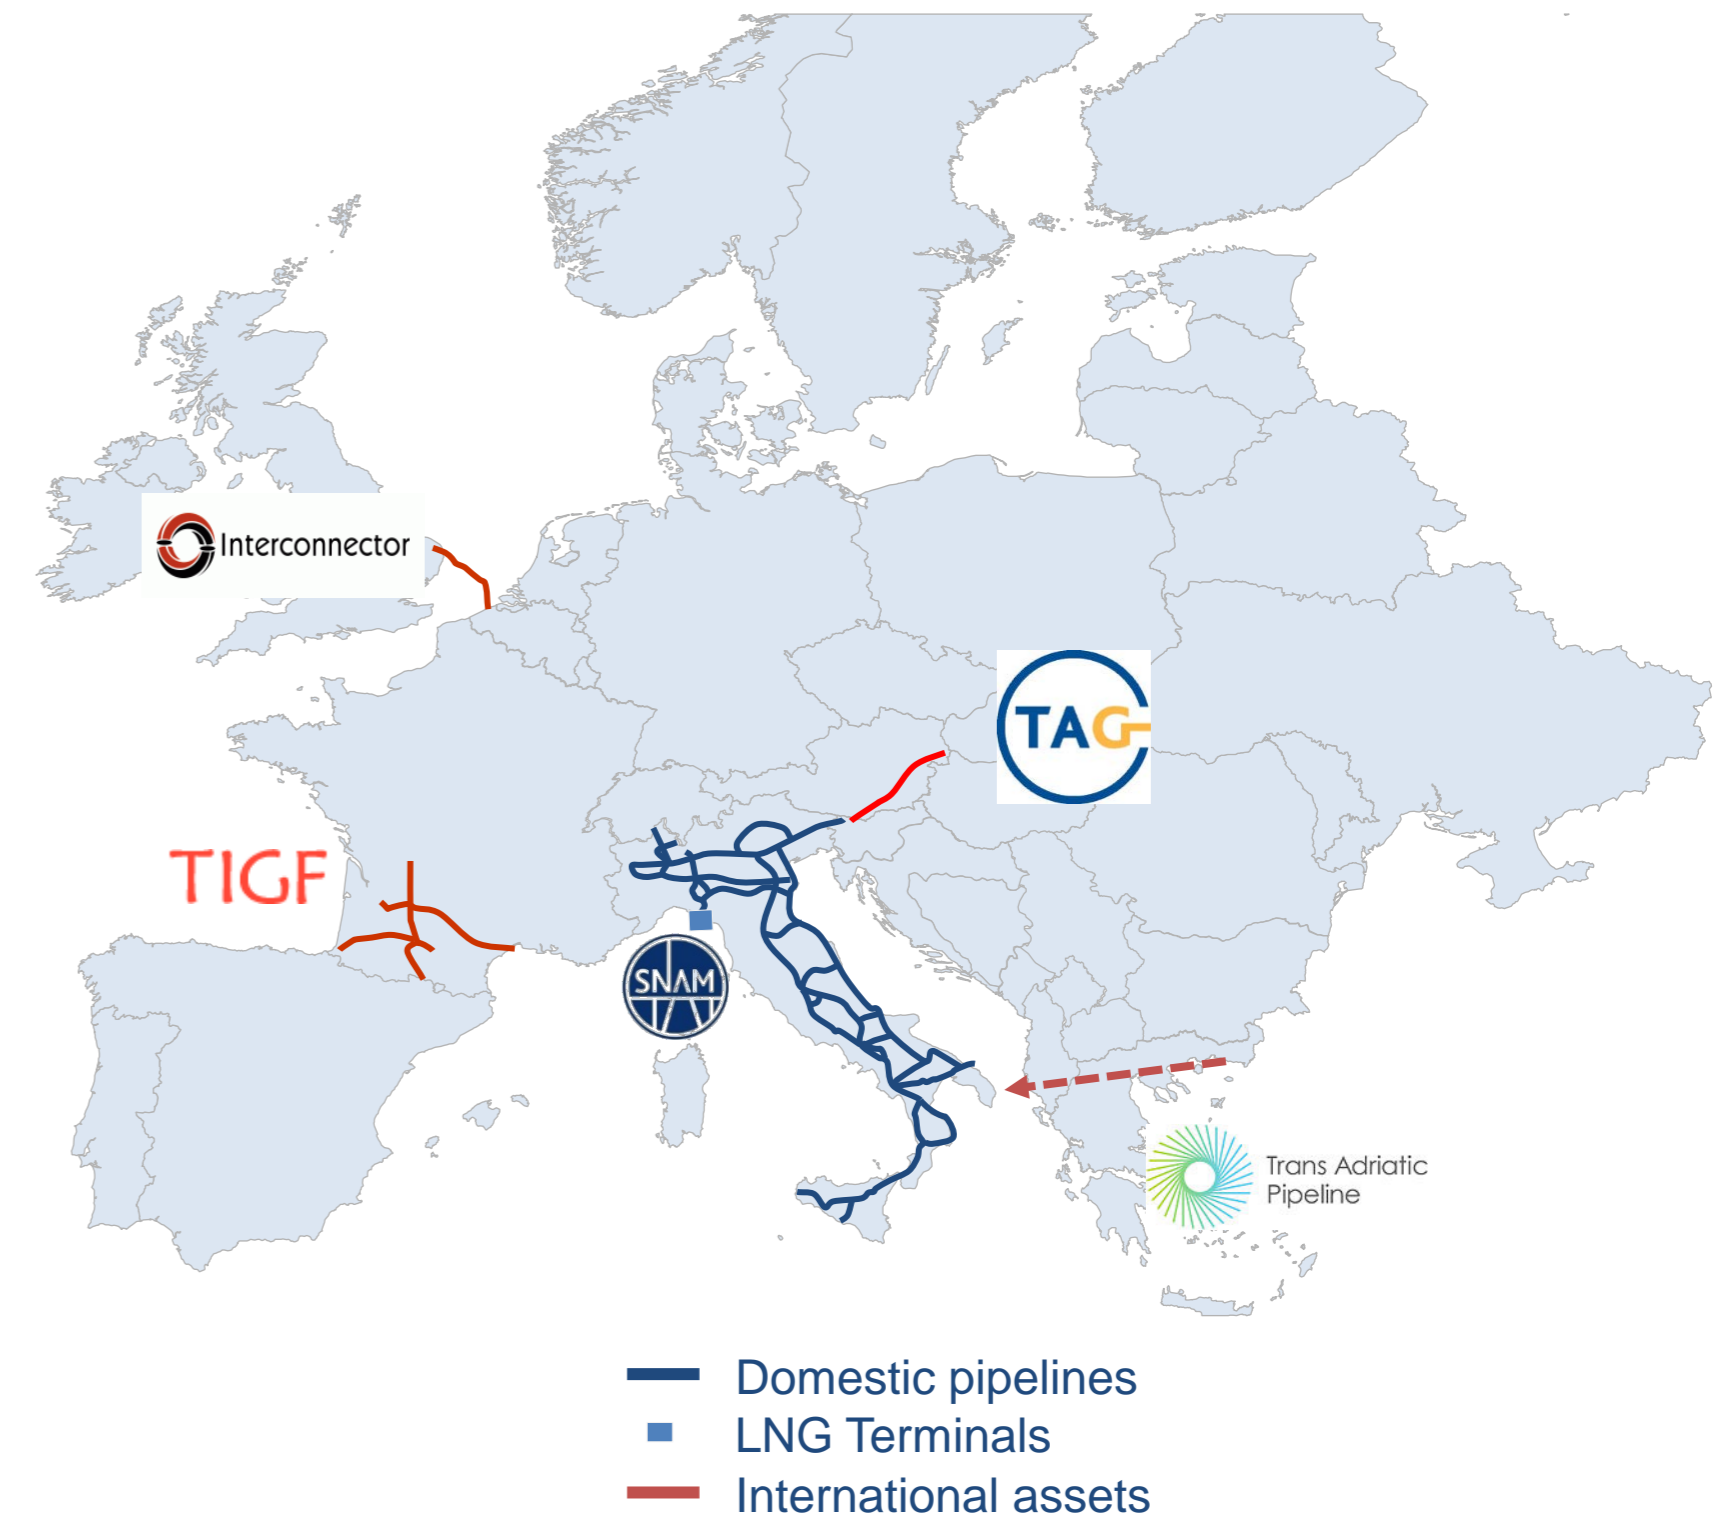 Interconnector
TAG
TIGF
SNAM
Trans Adriatic
Pipeline
Domestic pipelines
LNG Terminals
International assets